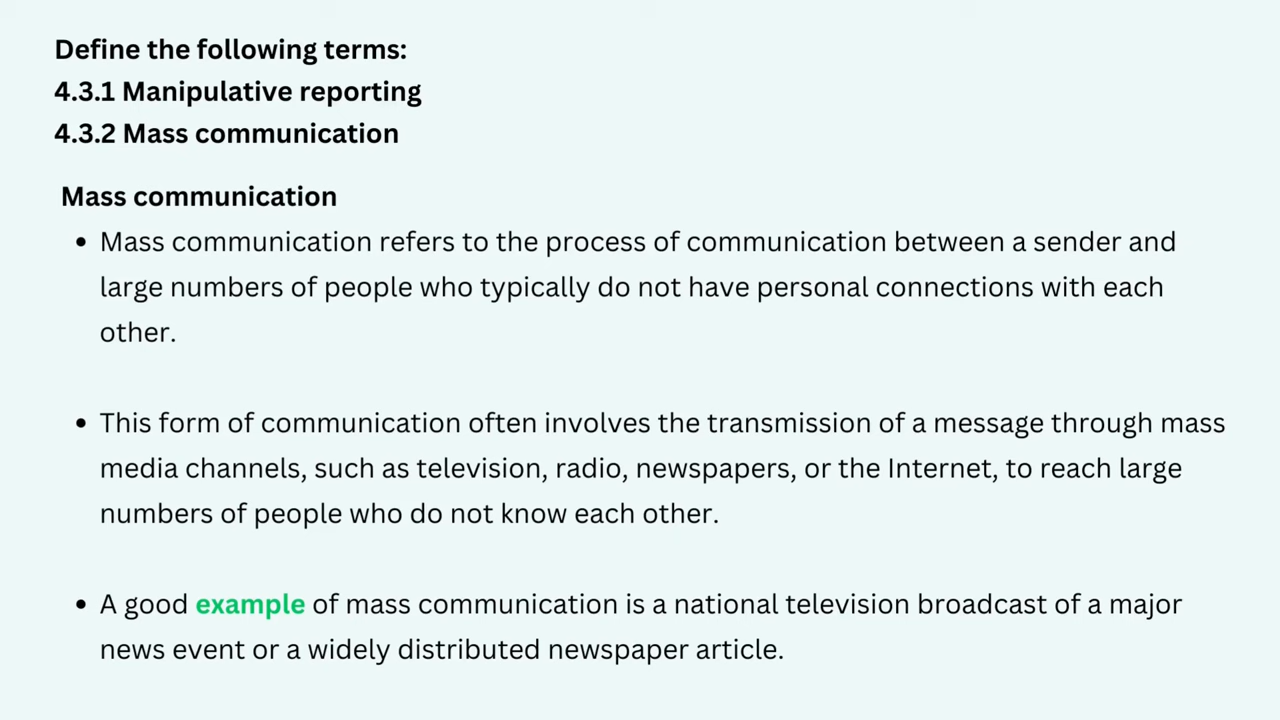 Define the following terms:
4.3.1 Manipulative reporting
4.3.2 Mass communication
Mass communication
• Mass communication refers to the process of communication between a sender and
large numbers of people who typically do not have personal connections with each
other.
• This form of communication often involves the transmission of a message through mass
media channels, such as television, radio, newspapers, or the Internet, to reach large
numbers of people who do not know each other.
• A good example of mass communication is a national television broadcast of a major
news event or a widely distributed newspaper article.